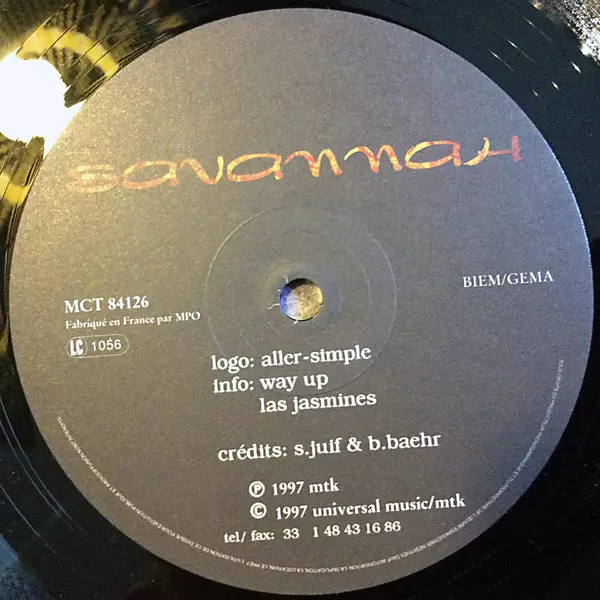 savannah
MCT 84126
Fabriqué en France par MPO
LC 1056
BIEM/GEMA
logo: aller-simple
info: way up
las jasmines
crédits: s.juif & b.baehr
℗ 1997 mtk
© 1997 universal music/mtk
tel/ fax: 33 1 48 43 16 86